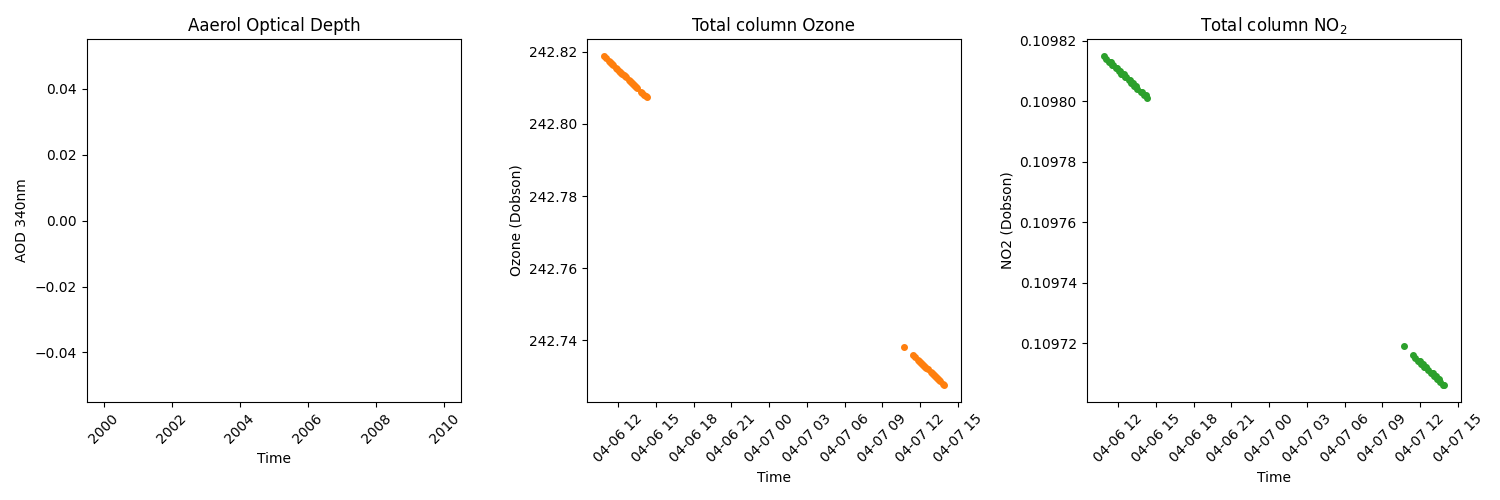 Aaerol Optical Depth
AOD 340nm
0.04
0.02
0.00
−0.02
−0.04
2000 2002 2004 2006 2008 2010
Time
Total column Ozone
Ozone (Dobson)
242.82
242.80
242.78
242.76
242.74
04-06 12 04-06 15 04-06 18 04-06 21 04-07 00 04-07 03 04-07 06 04-07 09 04-07 12 04-07 15
Time
Total column NO₂
NO2 (Dobson)
0.10982
0.10980
0.10978
0.10976
0.10974
0.10972
04-06 12 04-06 15 04-06 18 04-06 21 04-07 00 04-07 03 04-07 06 04-07 09 04-07 12 04-07 15
Time